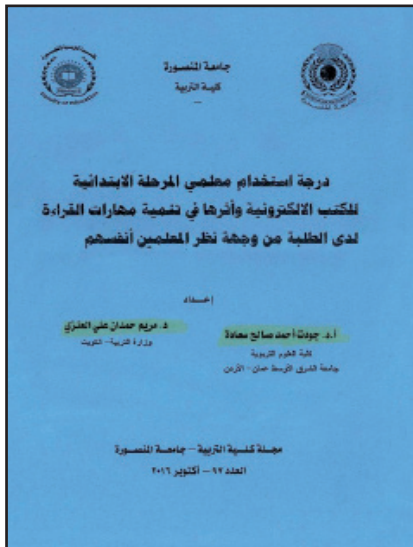 جامعة المنصورة
كلية التربية
درجة استخدام معلمي المرحلة الابتدائية
للكتب الالكترونية وأثرها في تنمية مهارات القراءة
لدى الطلبة من وجهة نظر المعلمين أنفسهم
إعداد
أ.د. جودت أحمد صالح سعادة
كلية العلوم التربوية
جامعة الشرق الأوسط عمان - الأردن
د. مريم حمدان علي العنزي
وزارة التربية - الكويت
مجلة كلية التربية – جامعة المنصورة
العدد ٩٧ – أكتوبر ٢٠١٦